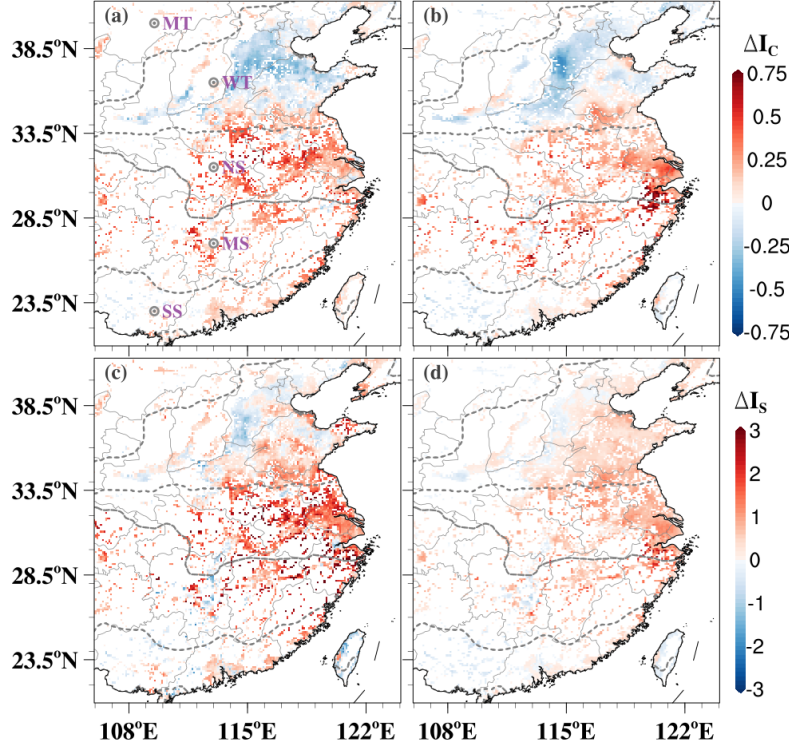 (a)
MT
WT
NS
MS
SS
(b)
38.5°N
33.5°N
28.5°N
23.5°N
ΔI_C
0.75
0.50
0.25
0
-0.25
-0.5
-0.75
(c)
(d)
38.5°N
33.5°N
28.5°N
23.5°N
ΔI_S
3
2
1
0
-1
-2
-3
108°E
115°E
122°E
108°E
115°E
122°E